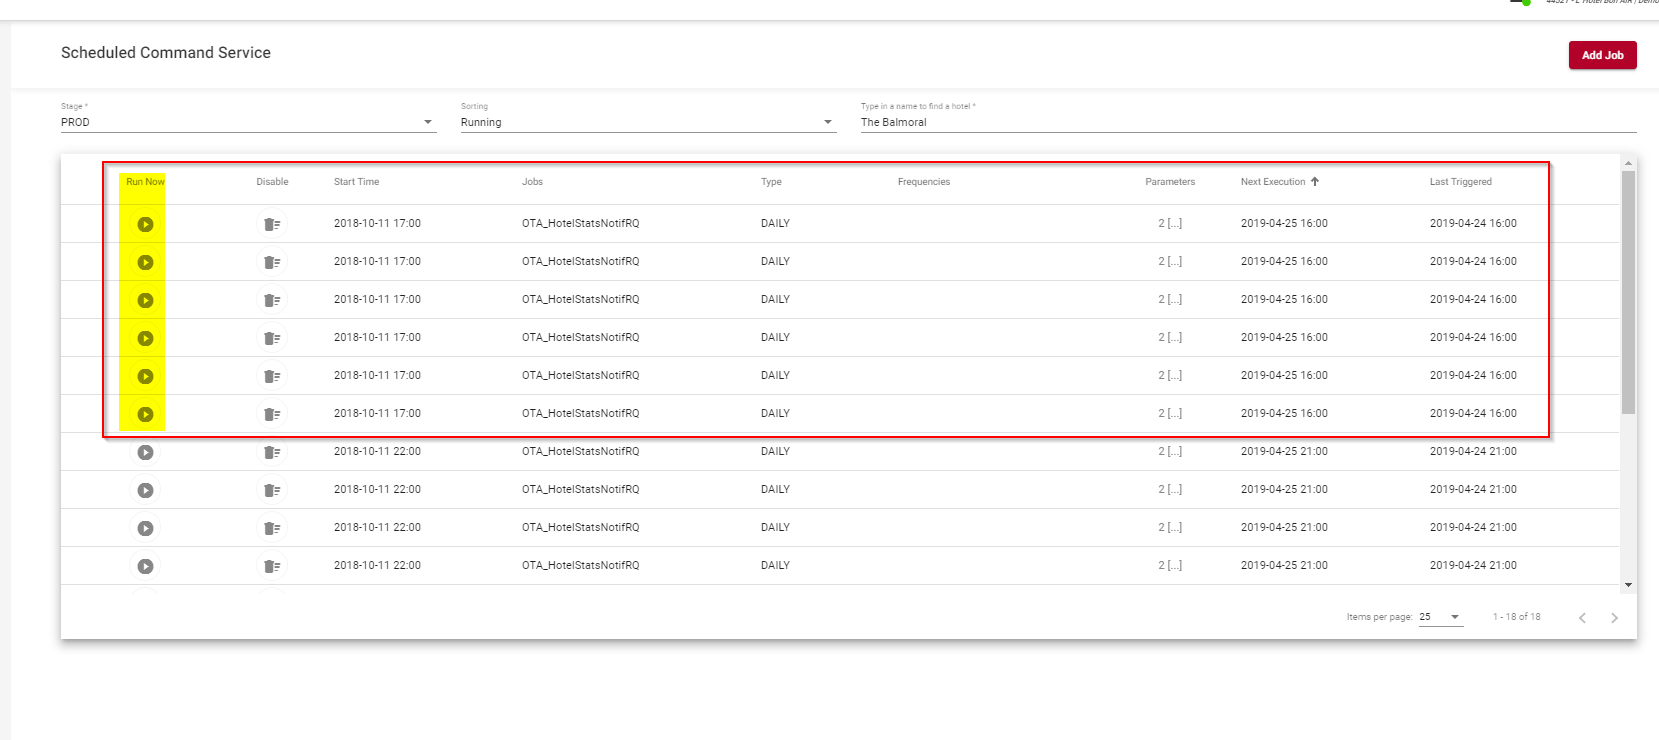 Scheduled Command Service
Add Job
Stage *
PROD
Sorting
Running
Type in a name to find a hotel *
The Balmoral
Run Now Disable Start Time Jobs Type Frequencies Parameters Next Execution Last Triggered
2018-10-11 17:00 OTA_HotelStatsNotifRQ DAILY 2 [...] 2019-04-25 16:00 2019-04-24 16:00
2018-10-11 17:00 OTA_HotelStatsNotifRQ DAILY 2 [...] 2019-04-25 16:00 2019-04-24 16:00
2018-10-11 17:00 OTA_HotelStatsNotifRQ DAILY 2 [...] 2019-04-25 16:00 2019-04-24 16:00
2018-10-11 17:00 OTA_HotelStatsNotifRQ DAILY 2 [...] 2019-04-25 16:00 2019-04-24 16:00
2018-10-11 17:00 OTA_HotelStatsNotifRQ DAILY 2 [...] 2019-04-25 16:00 2019-04-24 16:00
2018-10-11 17:00 OTA_HotelStatsNotifRQ DAILY 2 [...] 2019-04-25 16:00 2019-04-24 16:00
2018-10-11 22:00 OTA_HotelStatsNotifRQ DAILY 2 [...] 2019-04-25 21:00 2019-04-24 21:00
2018-10-11 22:00 OTA_HotelStatsNotifRQ DAILY 2 [...] 2019-04-25 21:00 2019-04-24 21:00
2018-10-11 22:00 OTA_HotelStatsNotifRQ DAILY 2 [...] 2019-04-25 21:00 2019-04-24 21:00
2018-10-11 22:00 OTA_HotelStatsNotifRQ DAILY 2 [...] 2019-04-25 21:00 2019-04-24 21:00
Items per page: 25 1 - 18 of 18